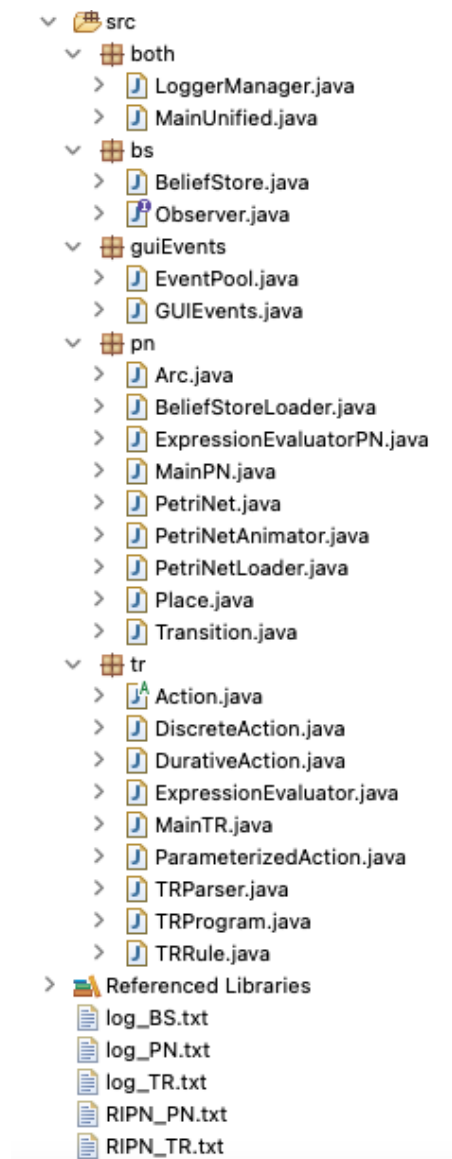 src
both
LoggerManager.java
MainUnified.java
bs
BeliefStore.java
Observer.java
guiEvents
EventPool.java
GUIEvents.java
pn
Arc.java
BeliefStoreLoader.java
ExpressionEvaluatorPN.java
MainPN.java
PetriNet.java
PetriNetAnimator.java
PetriNetLoader.java
Place.java
Transition.java
tr
Action.java
DiscreteAction.java
DurativeAction.java
ExpressionEvaluator.java
MainTR.java
ParameterizedAction.java
TRParser.java
TRProgram.java
TRRule.java
Referenced Libraries
log_BS.txt
log_PN.txt
log_TR.txt
RIPN_PN.txt
RIPN_TR.txt